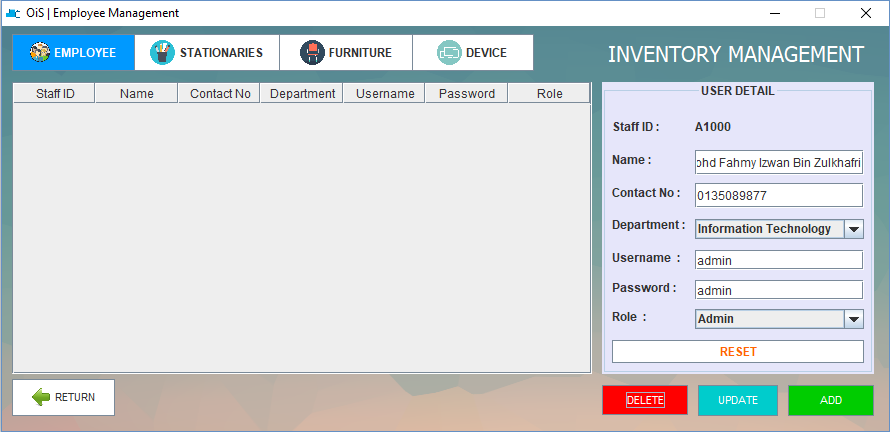 OiS | Employee Management
EMPLOYEE STATIONARIES FURNITURE DEVICE
INVENTORY MANAGEMENT
Staff ID Name Contact No Department Username Password Role
USER DETAIL
Staff ID : A1000
Name : ohd Fahmy Izwan Bin Zulkhafri
Contact No : 0135089877
Department : Information Technology
Username : admin
Password : admin
Role : Admin
RESET
RETURN
DELETE UPDATE ADD